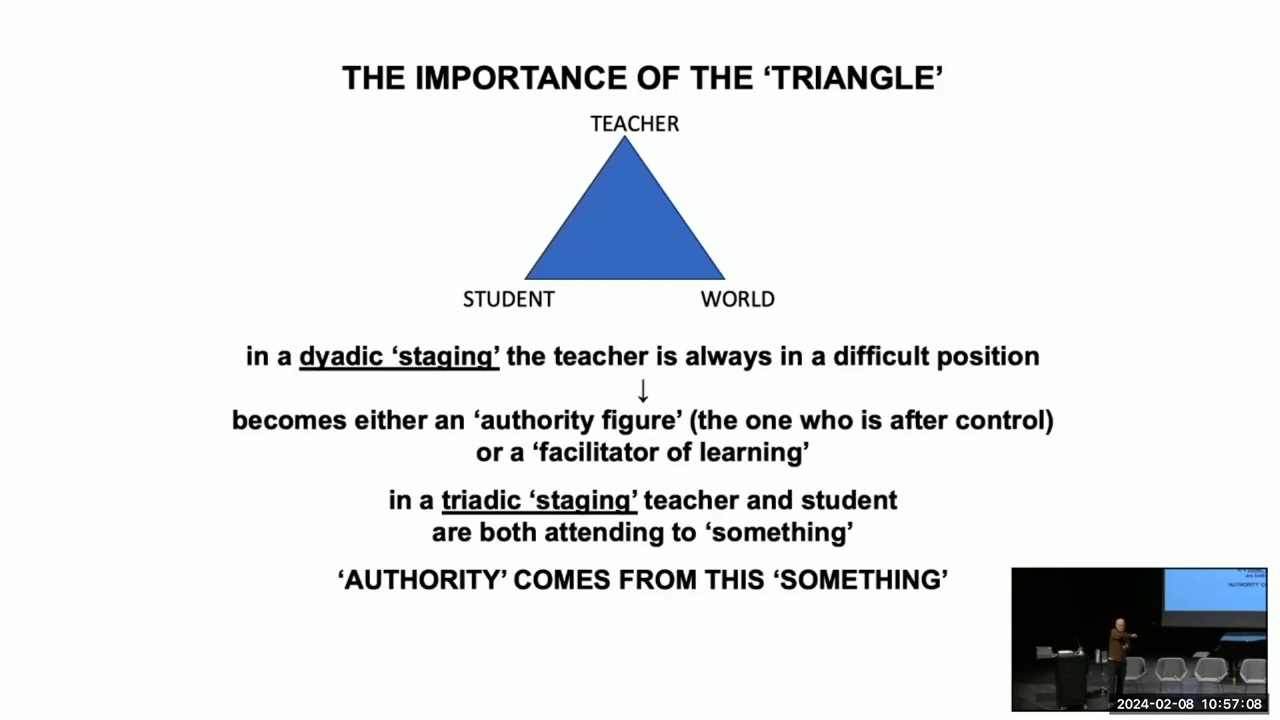 THE IMPORTANCE OF THE ‘TRIANGLE’
TEACHER
STUDENT
WORLD
in a dyadic ‘staging’ the teacher is always in a difficult position
↓
becomes either an ‘authority figure’ (the one who is after control)
or a ‘facilitator of learning’
in a triadic ‘staging’ teacher and student
are both attending to ‘something’
‘AUTHORITY’ COMES FROM THIS ‘SOMETHING’
2024-02-08 10:57:08